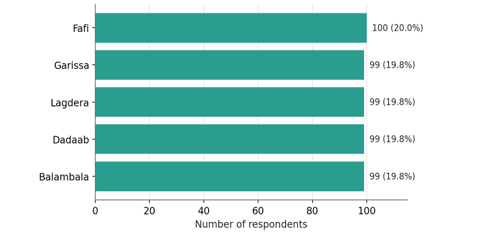 Fafi 100 (20.0%)
Garissa 99 (19.8%)
Lagdera 99 (19.8%)
Dadaab 99 (19.8%)
Balambala 99 (19.8%)
0 20 40 60 80 100
Number of respondents